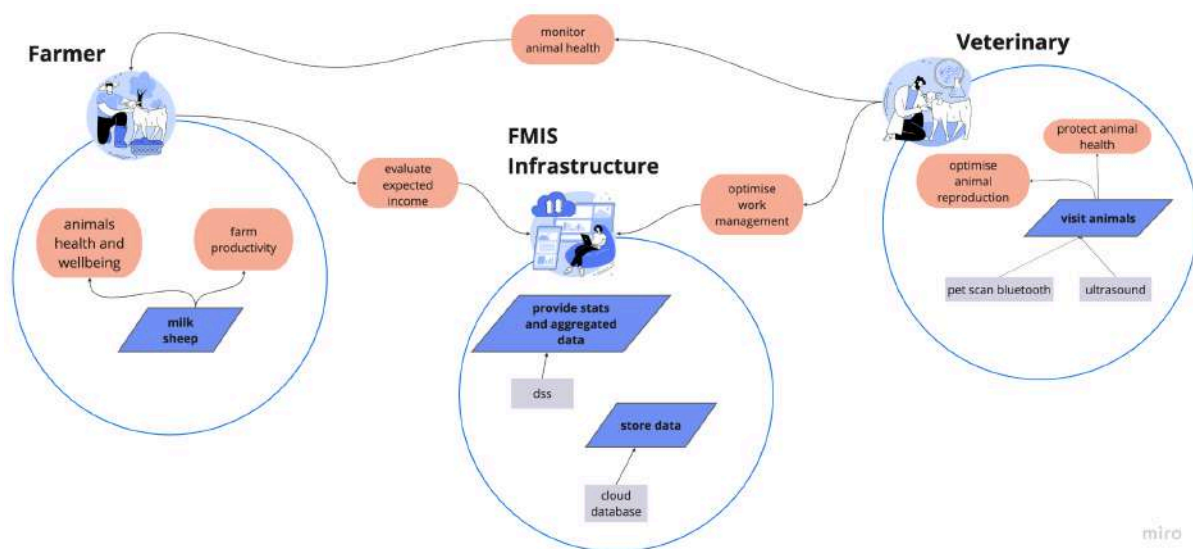 monitor
animal health
Farmer
Veterinary
FMIS
Infrastructure
protect animal
health
evaluate
expected
income
optimise
work
management
optimise
animal
reproduction
visit animals
animals
health and
wellbeing
farm
productivity
pet scan bluetooth
ultrasound
milk
sheep
provide stats
and aggregated
data
dss
store data
cloud
database
miro